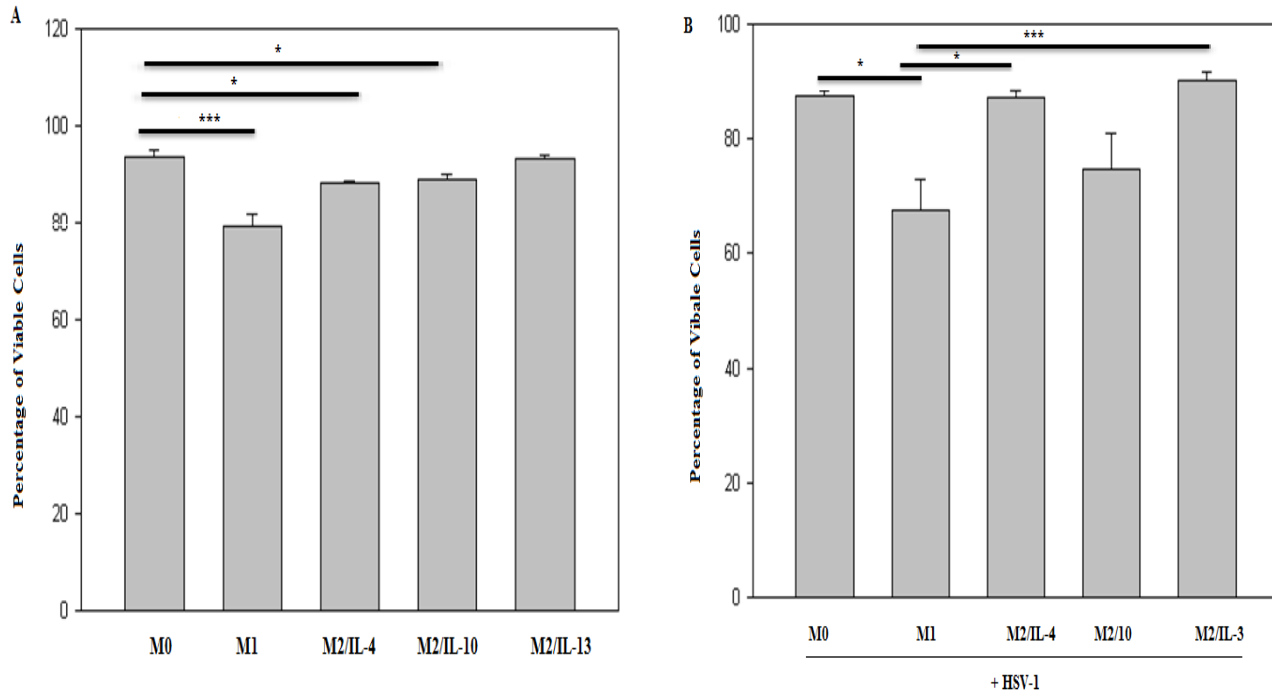 A
120
100
80
60
40
20
0
Percentage of Viable Cells
*
*
***
M0 M1 M2/IL-4 M2/IL-10 M2/IL-13
B
100
80
60
40
20
0
Percentage of Vibale Cells
***
* *
M0 M1 M2/IL-4 M2/10 M2/IL-3
+ HSV-1